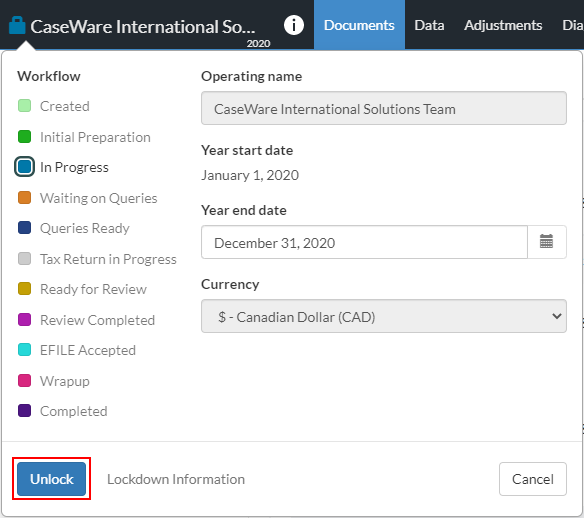 CaseWare International So...
2020
i
Documents
Data
Adjustments
Dia
Workflow
Created
Initial Preparation
In Progress
Waiting on Queries
Queries Ready
Tax Return in Progress
Ready for Review
Review Completed
EFILE Accepted
Wrapup
Completed
Operating name
CaseWare International Solutions Team
Year start date
January 1, 2020
Year end date
December 31, 2020
Currency
$ - Canadian Dollar (CAD)
Unlock
Lockdown Information
Cancel